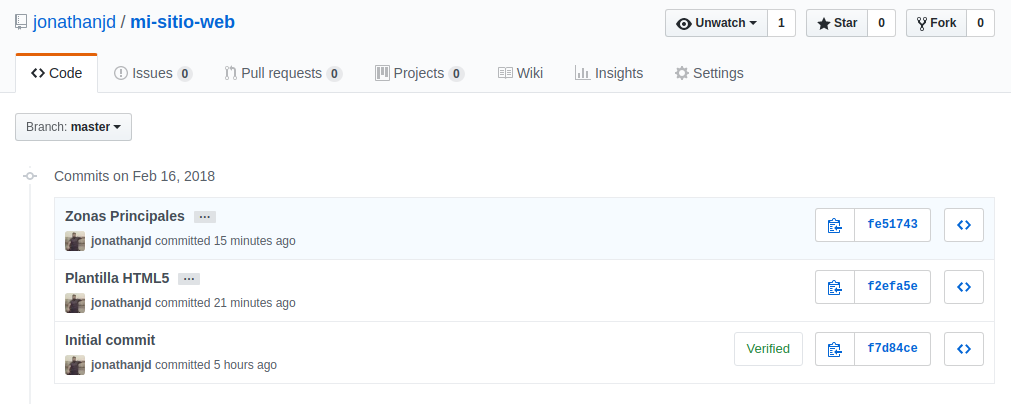 jonathanjd / mi-sitio-web Unwatch 1 Star 0 Fork 0
Code Issues 0 Pull requests 0 Projects 0 Wiki Insights Settings
Branch: master
Commits on Feb 16, 2018
Zonas Principales …
jonathanjd committed 15 minutes ago
fe51743
Plantilla HTML5 …
jonathanjd committed 21 minutes ago
f2efa5e
Initial commit
jonathanjd committed 5 hours ago
Verified f7d84ce